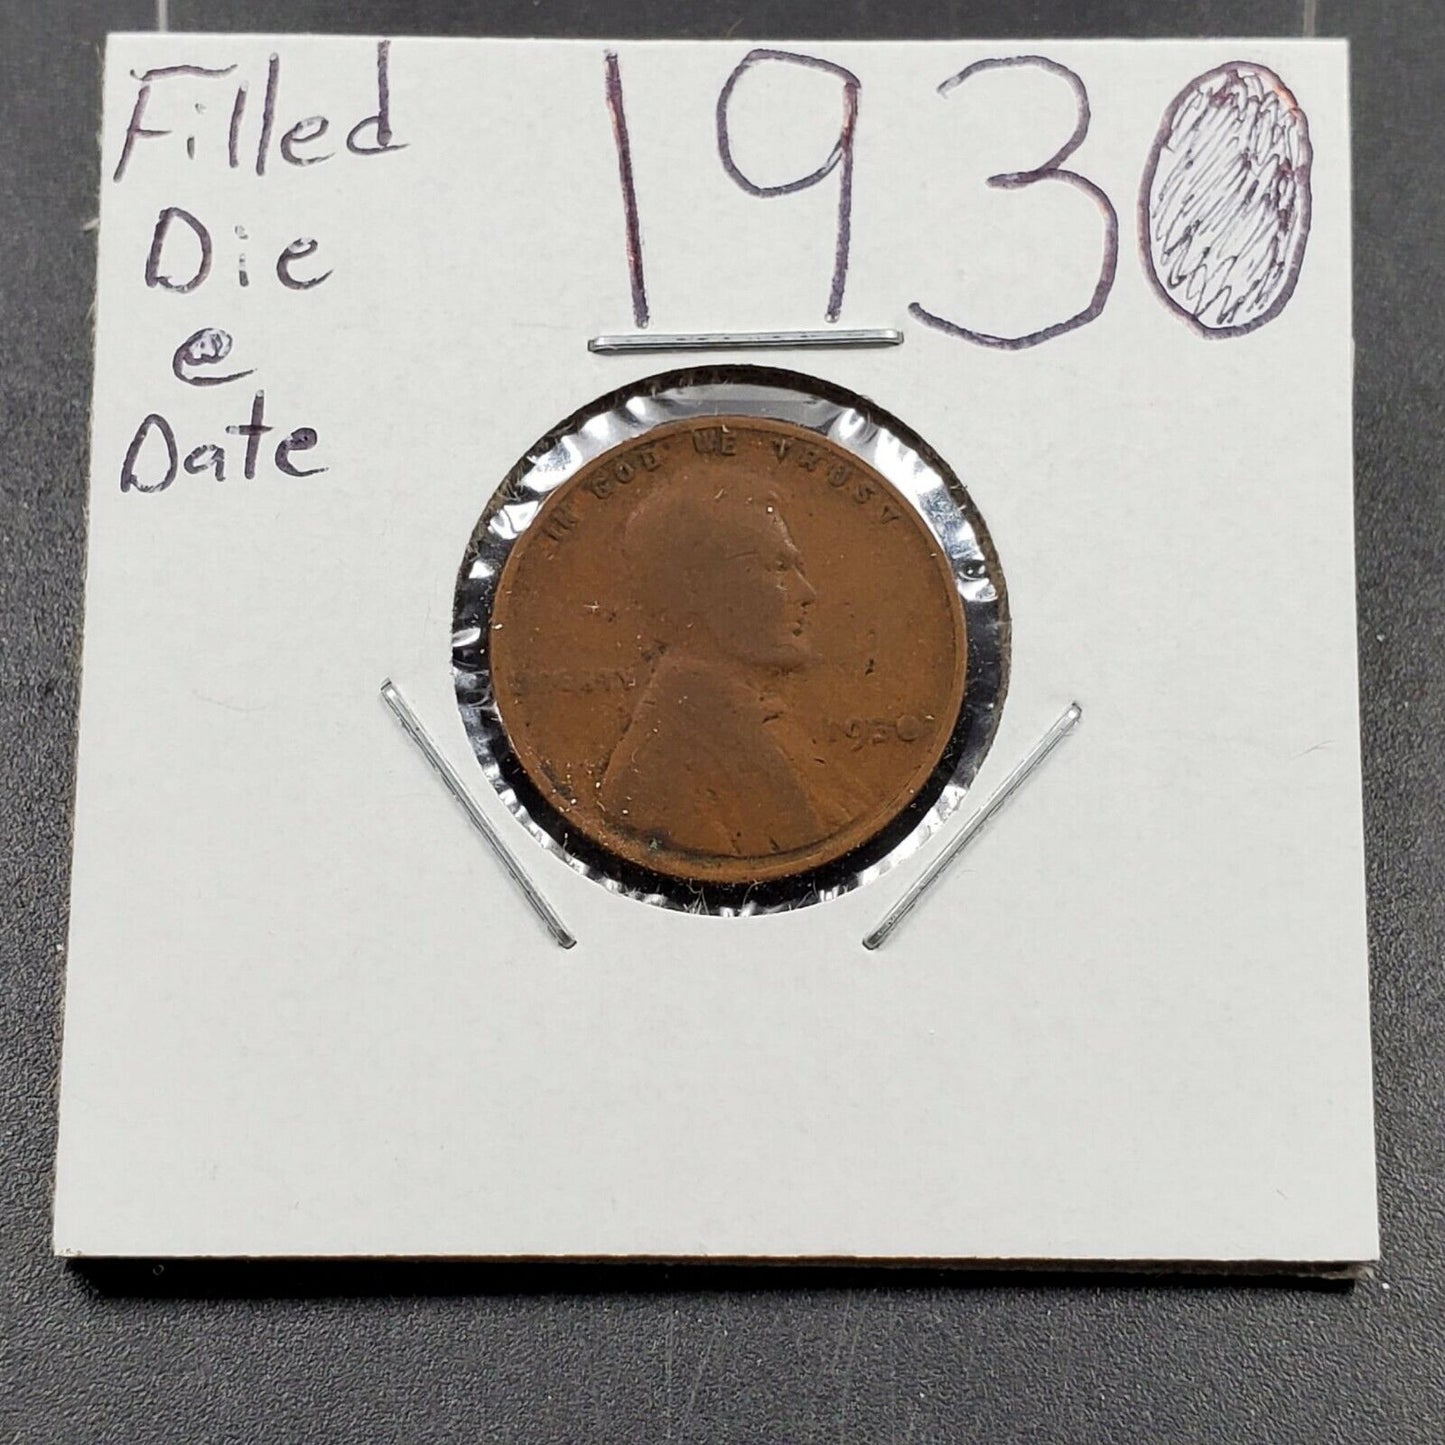 Filled
Die
@
Date
1930
IN GOD WE TRUST
LIBERTY
1930